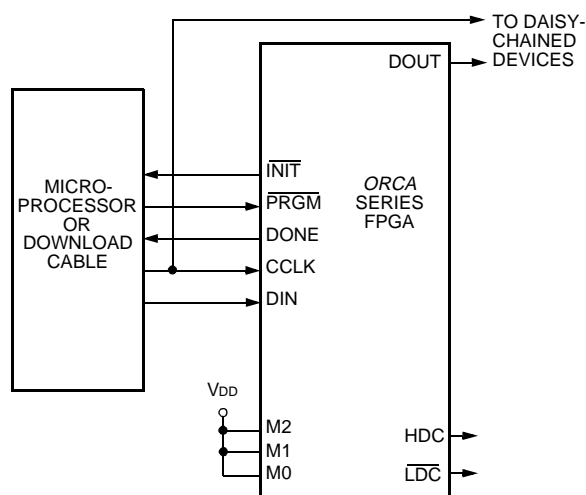 TO DAISY-
CHAINED
DEVICES
DOUT
MICRO-
PROCESSOR
OR
DOWNLOAD
CABLE
INIT
PRGM
DONE
CCLK
DIN
ORCA
SERIES
FPGA
VDD
M2
M1
M0
HDC
LDC